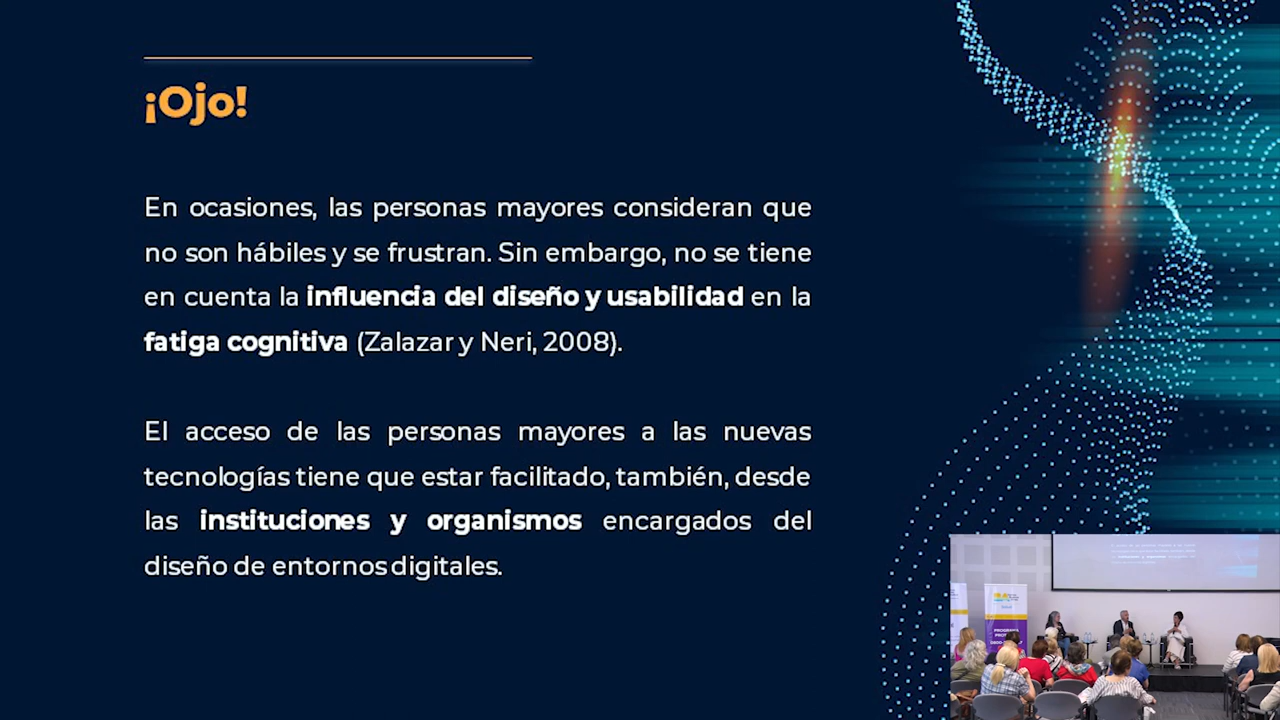 ¡Ojo!
En ocasiones, las personas mayores consideran que
no son hábiles y se frustran. Sin embargo, no se tiene
en cuenta la influencia del diseño y usabilidad en la
fatiga cognitiva (Zalazar y Neri, 2008).
El acceso de las personas mayores a las nuevas
tecnologías tiene que estar facilitado, también, desde
las instituciones y organismos encargados del
diseño de entornos digitales.